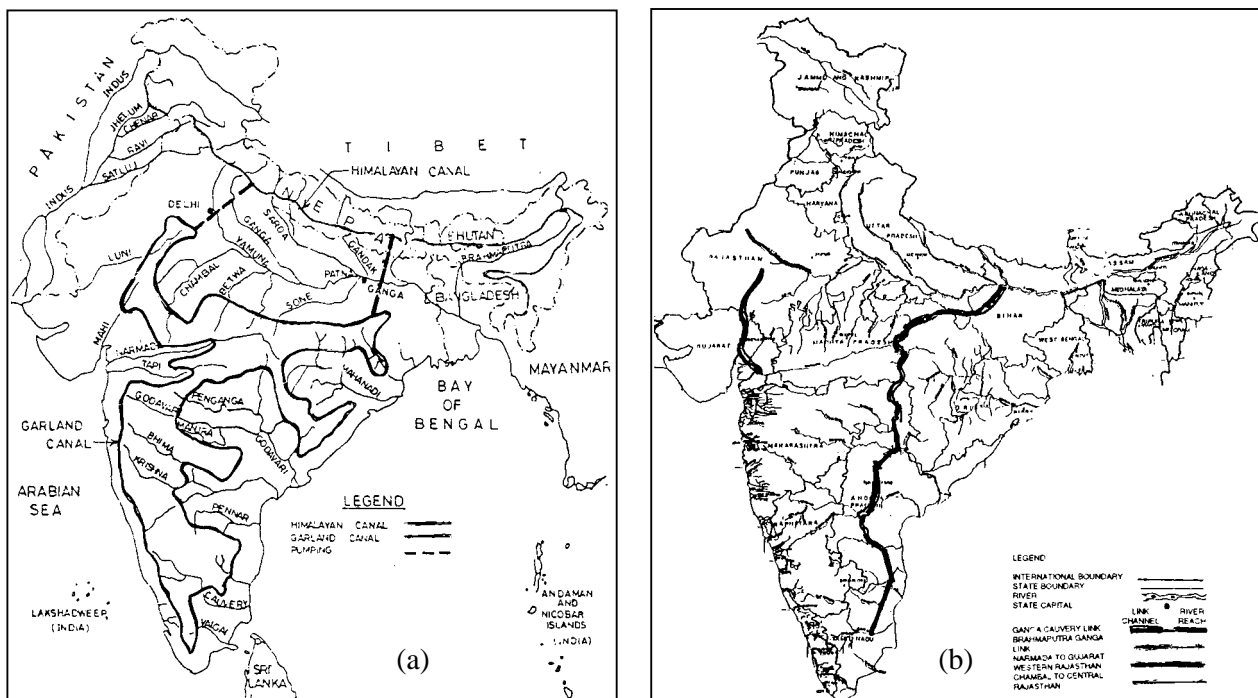 PAKISTAN
INDUS
JHELUM
CHENAB
RAVI
SATLUJ
INDUS
TIBET
HIMALAYAN CANAL
NEPAL
DELHI
SARDA
GANGA
YAMUNA
GANDAK
BHUTAN
BRAHMAPUTRA
LUNI
CHAMBAL
BETWA
PATNA
GANGA
SONE
BANGLADESH
MAHI
NARMADA
TAPI
MAHANADI
MAYANMAR
BAY
OF
BENGAL
GODAVARI
PENGANGA
MANJRA
GARLAND
CANAL
BHIMA
KRISHNA
GODAVARI
ARABIAN
SEA
PENNAR
LEGEND
HIMALAYAN CANAL
GARLAND CANAL
PUMPING
LAKSHADWEEP
(INDIA)
CAUVERY
VAIGAI
SRI
LANKA
ANDAMAN
AND
NICOBAR
ISLANDS
(INDIA)
(a)
JAMMU AND KASHMIR
HIMACHAL
PRADESH
PUNJAB
HARYANA
UTTAR
PRADESH
RAJASTHAN
ARUNACHAL
PRADESH
ASSAM
MEGHALAYA
BIHAR
GUJARAT
MADHYA PRADESH
WEST BENGAL
MAHARASHTRA
TAMIL NADU
(b)
LEGEND
INTERNATIONAL BOUNDARY
STATE BOUNDARY
RIVER
STATE CAPITAL
LINK
CHANNEL
RIVER
REACH
GANGA CAUVERY LINK
BRAHMAPUTRA GANGA
LINK
NARMADA TO GUJARAT
WESTERN RAJASTHAN
CHAMBAL TO CENTRAL
RAJASTHAN